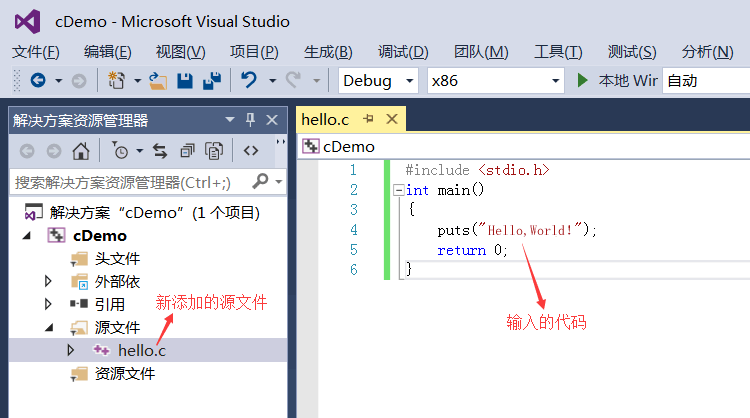 cDemo - Microsoft Visual Studio
文件(F) 编辑(E) 视图(V) 项目(P) 生成(B) 调试(D) 团队(M) 工具(T) 测试(S) 分析(N)
Debug x86 本地 Wir 自动
解决方案资源管理器
搜索解决方案资源管理器(Ctrl+;)
解决方案“cDemo”(1 个项目)
cDemo
头文件
外部依
引用
新添加的源文件
源文件
hello.c
资源文件
hello.c
cDemo
1 #include <stdio.h>
2 int main()
3 {
4 puts("Hello,World!");
5 return 0;
6 }
输入的代码